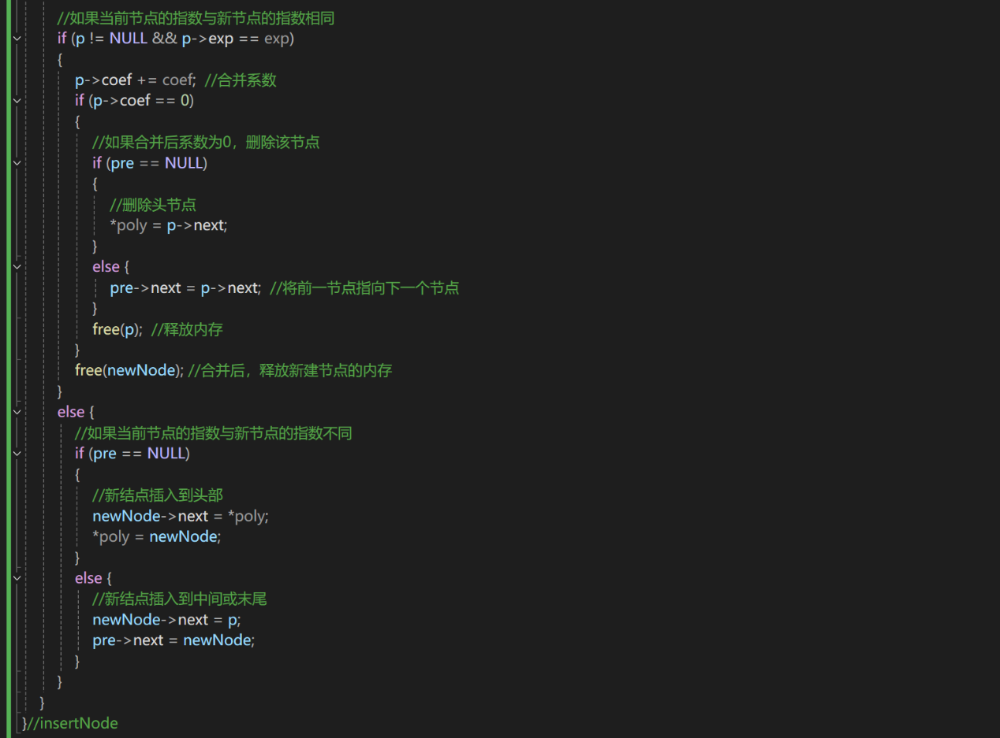 //如果当前节点的指数与新节点的指数相同
if (p != NULL && p->exp == exp)
{
p->coef += coef; //合并系数
if (p->coef == 0)
{
//如果合并后系数为0，删除该节点
if (pre == NULL)
{
//删除头节点
*poly = p->next;
}
else {
pre->next = p->next; //将前一节点指向下一个节点
}
free(p); //释放内存
}
free(newNode); //合并后，释放新建节点的内存
}
else {
//如果当前节点的指数与新节点的指数不同
if (pre == NULL)
{
//新结点插入到头部
newNode->next = *poly;
*poly = newNode;
}
else {
//新结点插入到中间或末尾
newNode->next = p;
pre->next = newNode;
}
}
}
}//insertNode